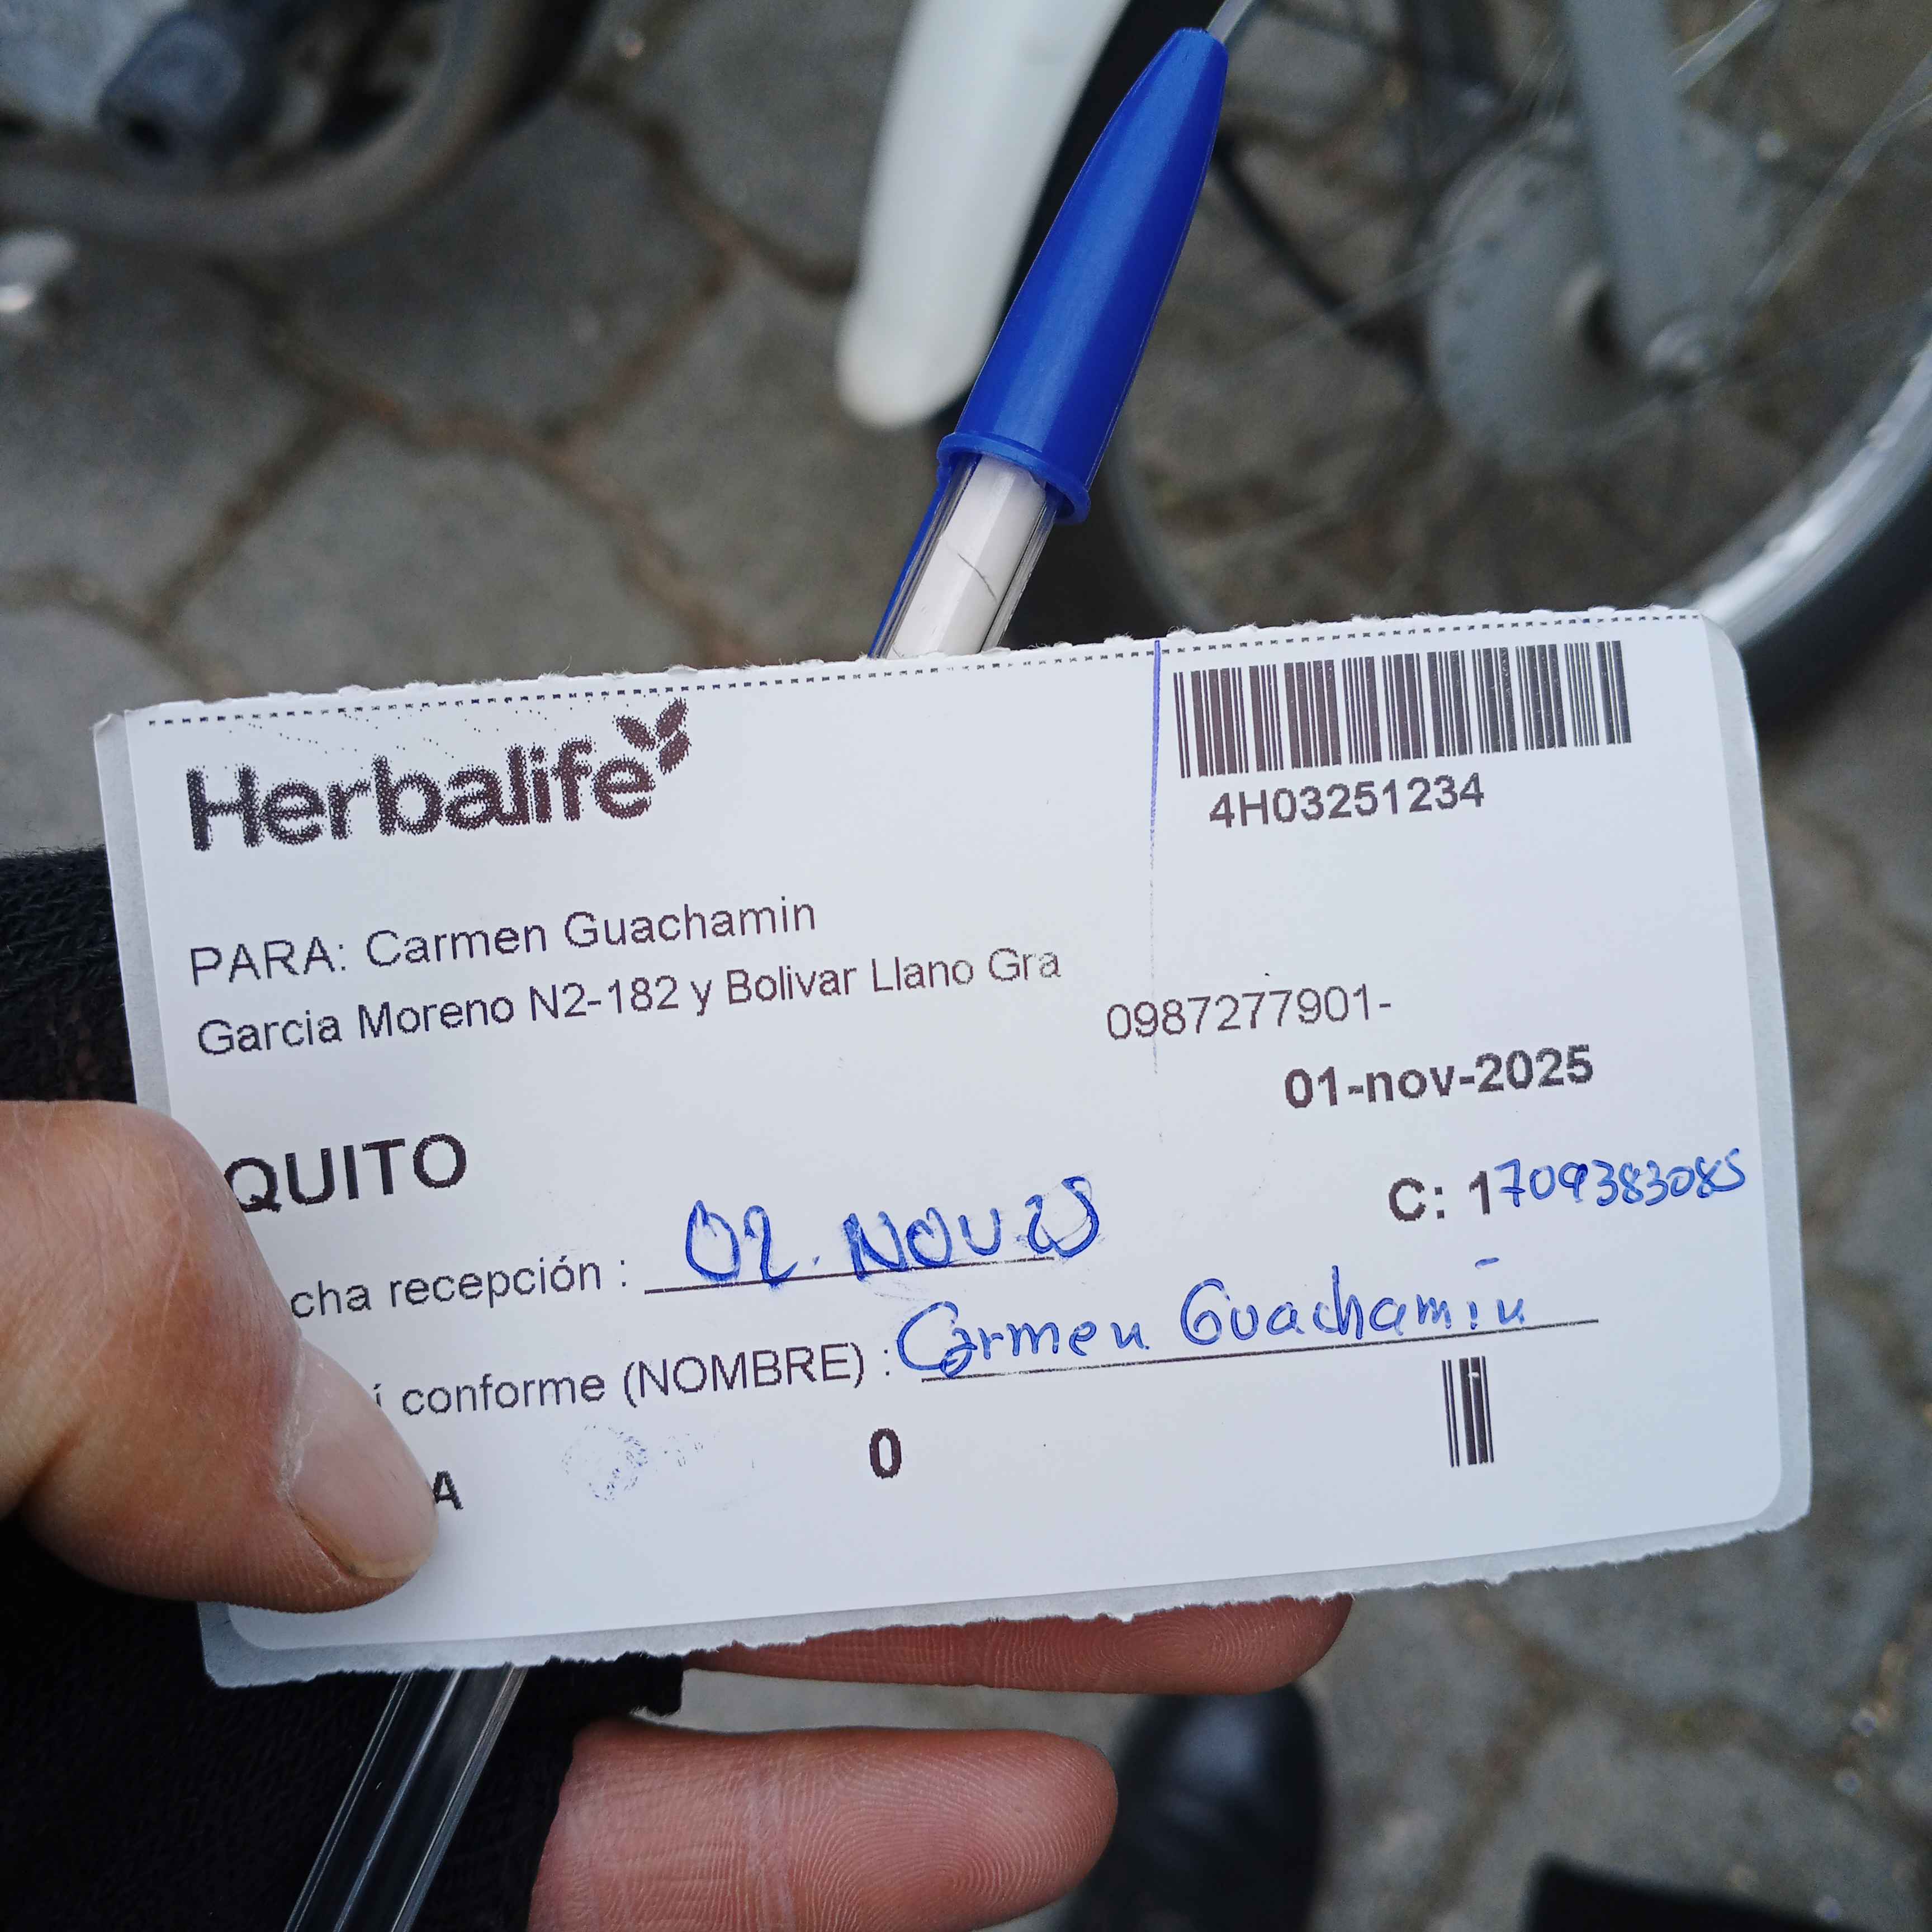 Herbalife
4H03251234
PARA: Carmen Guachamin
Garcia Moreno N2-182 y Bolivar Llano Gra
0987277901-
01-nov-2025
QUITO
C: 1709383085
cha recepción : 02. NOV 25
í conforme (NOMBRE) : Carmen Guachamin
A 0